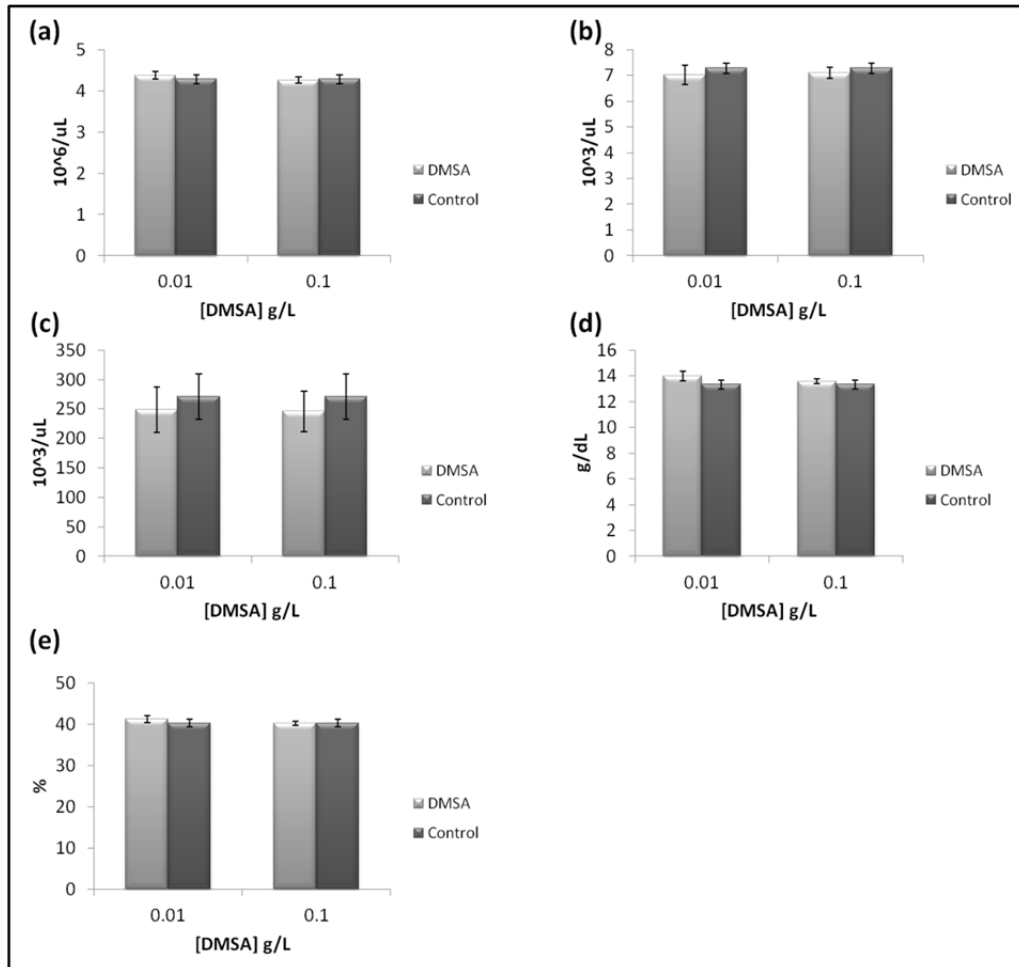 (a)
5
4
3
2
1
0
10^6/uL
0.01
0.1
[DMSA] g/L
DMSA
Control
(b)
8
7
6
5
4
3
2
1
0
10^3/uL
0.01
0.1
[DMSA] g/L
DMSA
Control
(c)
350
300
250
200
150
100
50
0
10^3/uL
0.01
0.1
[DMSA] g/L
DMSA
Control
(d)
16
14
12
10
8
6
4
2
0
g/dL
0.01
0.1
[DMSA] g/L
DMSA
Control
(e)
50
40
30
20
10
0
%
0.01
0.1
[DMSA] g/L
DMSA
Control